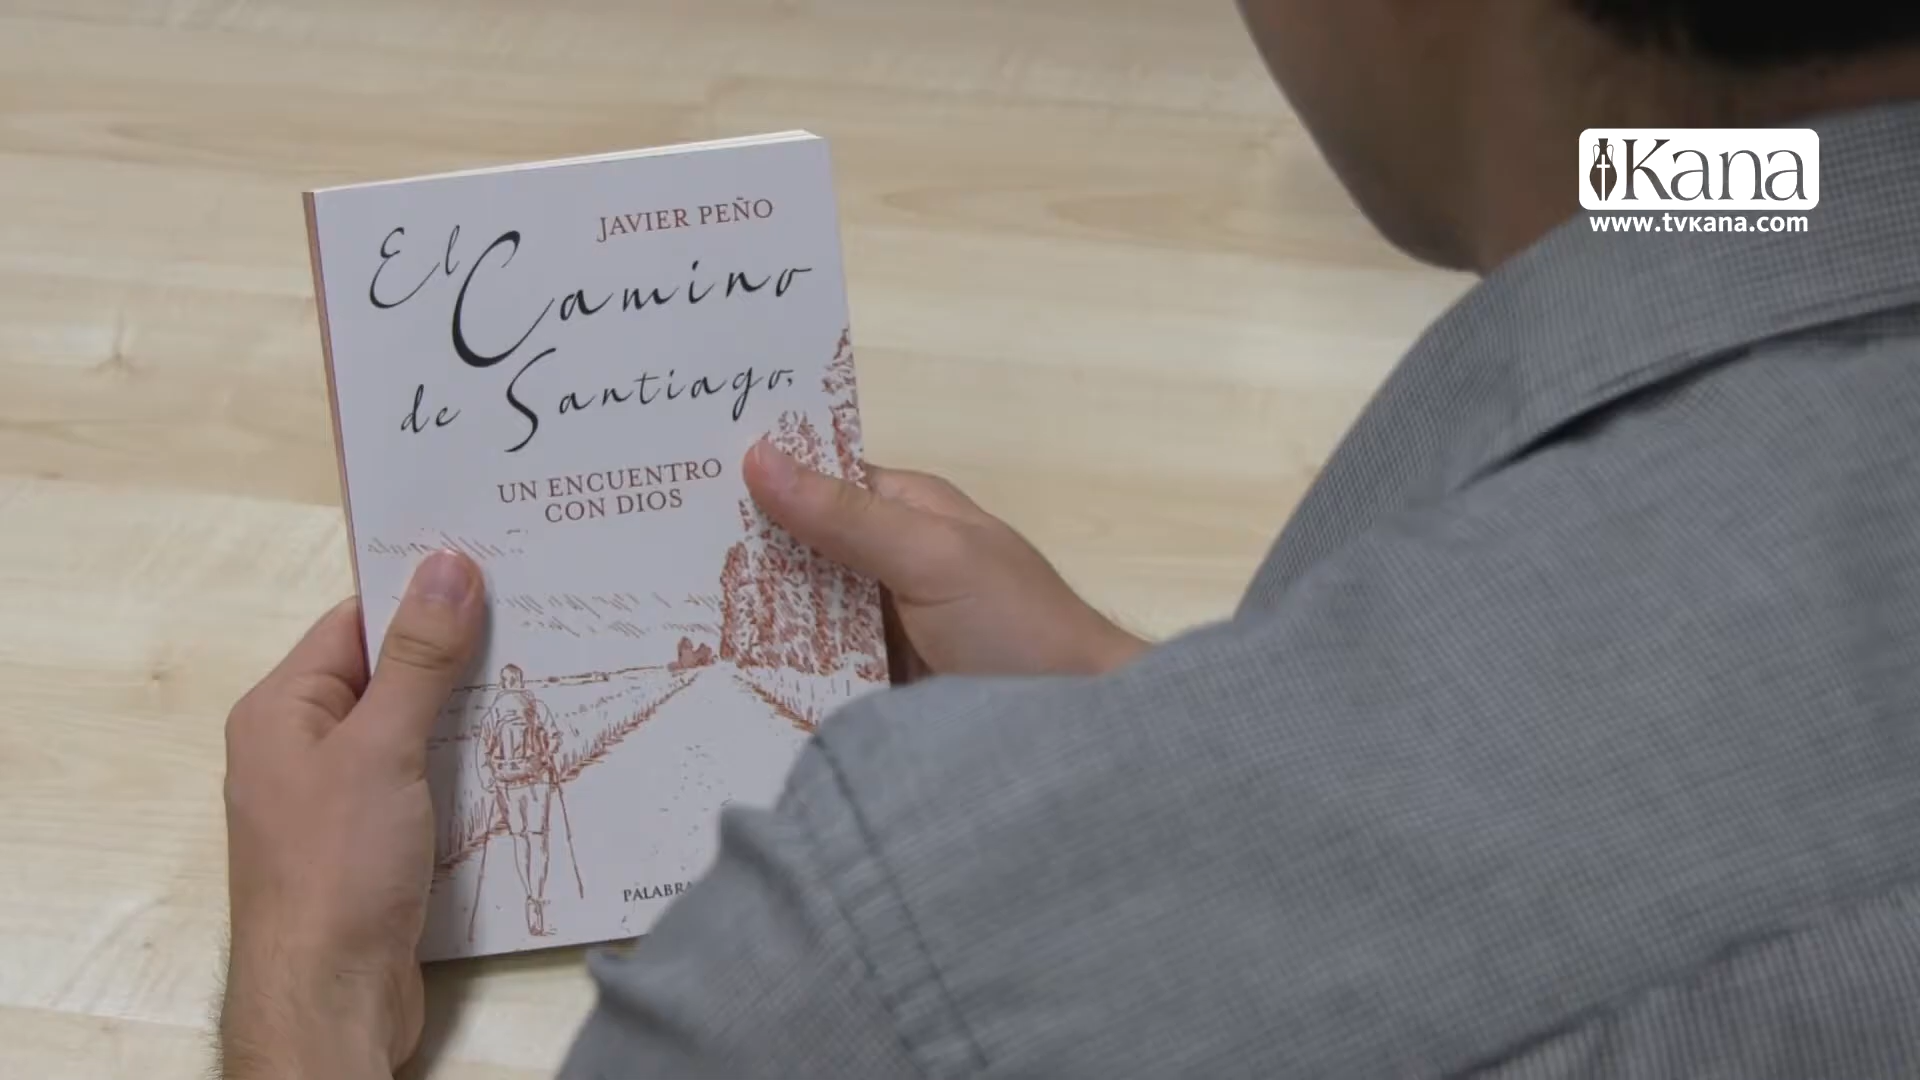 JAVIER PEÑO
El
Camino
de Santiago,
UN ENCUENTRO
CON DIOS
PALABRA
Kana
www.tvkana.com